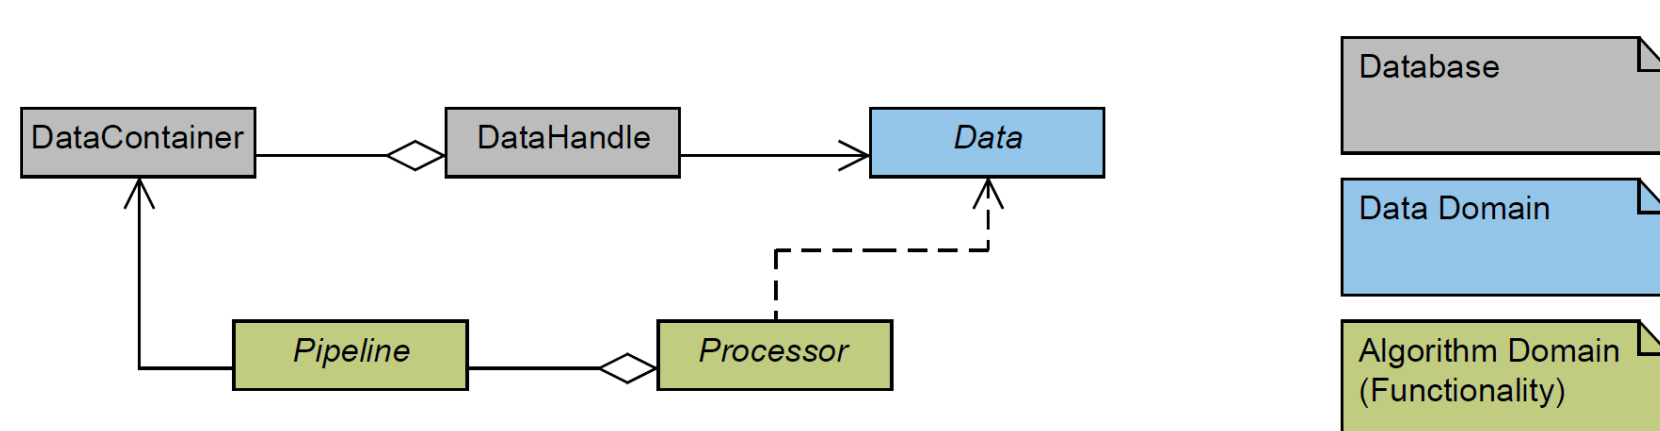 Database
DataContainer
DataHandle
Data
Data Domain
Pipeline
Processor
Algorithm Domain
(Functionality)